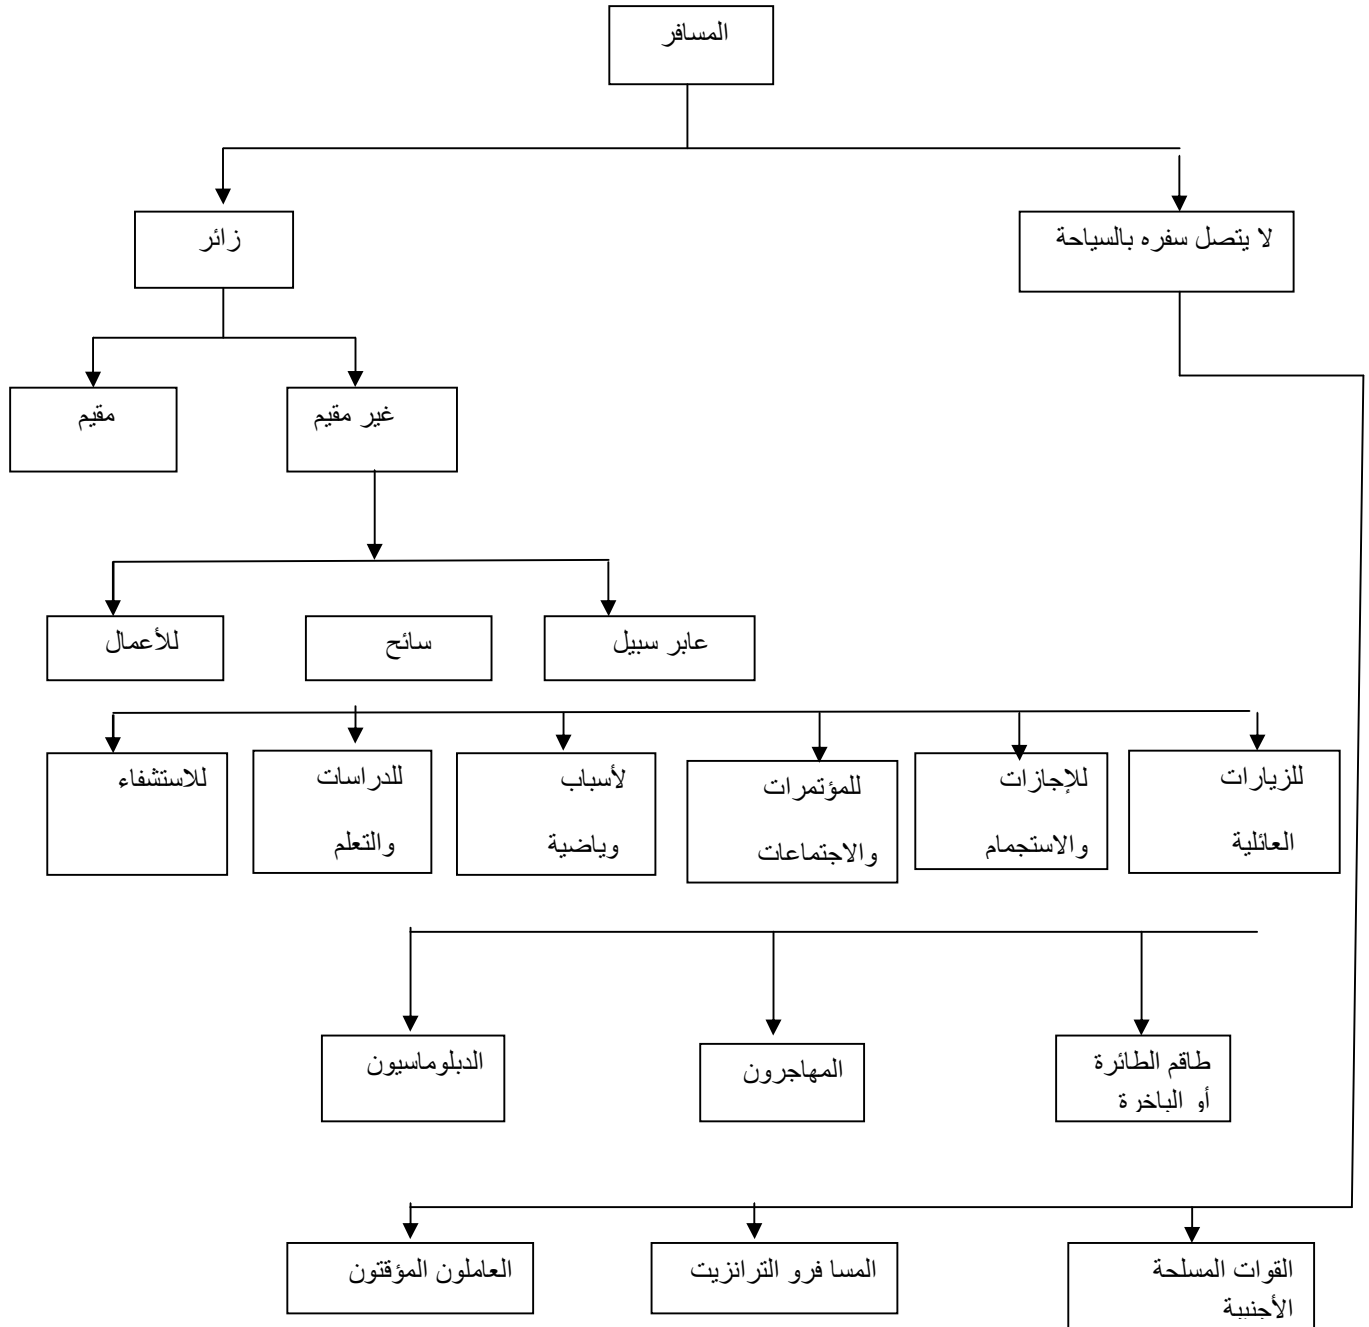 المسافر
لا يتصل سفره بالسياحة
زائر
غير مقيم
مقيم
عابر سبيل
سائح
للأعمال
للزيارات
العائلية
للإجازات
والاستجمام
للمؤتمرات
والاجتماعات
لأسباب
وياضية
للدراسات
والتعلم
للاستشفاء
طاقم الطائرة
أو الباخرة
المهاجرون
الدبلوماسيون
القوات المسلحة
الأجنبية
المسا فرو الترانزيت
العاملون المؤقتون